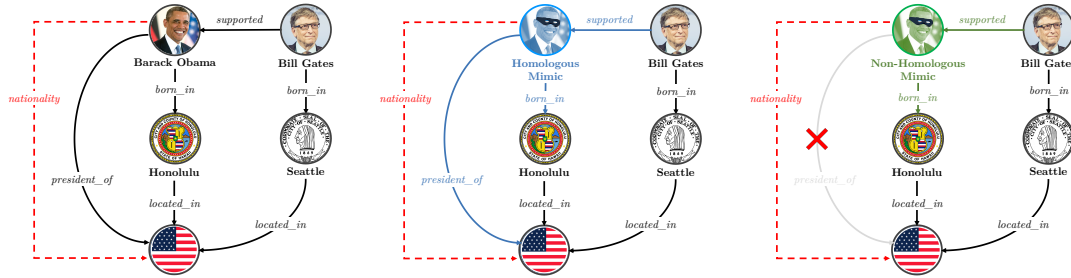 supported
Barack Obama
Bill Gates
nationality
born_in
born_in
Honolulu
Seattle
president_of
located_in
located_in
supported
Homologous
Mimic
Bill Gates
nationality
born_in
born_in
Honolulu
Seattle
president_of
located_in
located_in
supported
Non-Homologous
Mimic
Bill Gates
nationality
born_in
born_in
Honolulu
Seattle
president_of
located_in
located_in